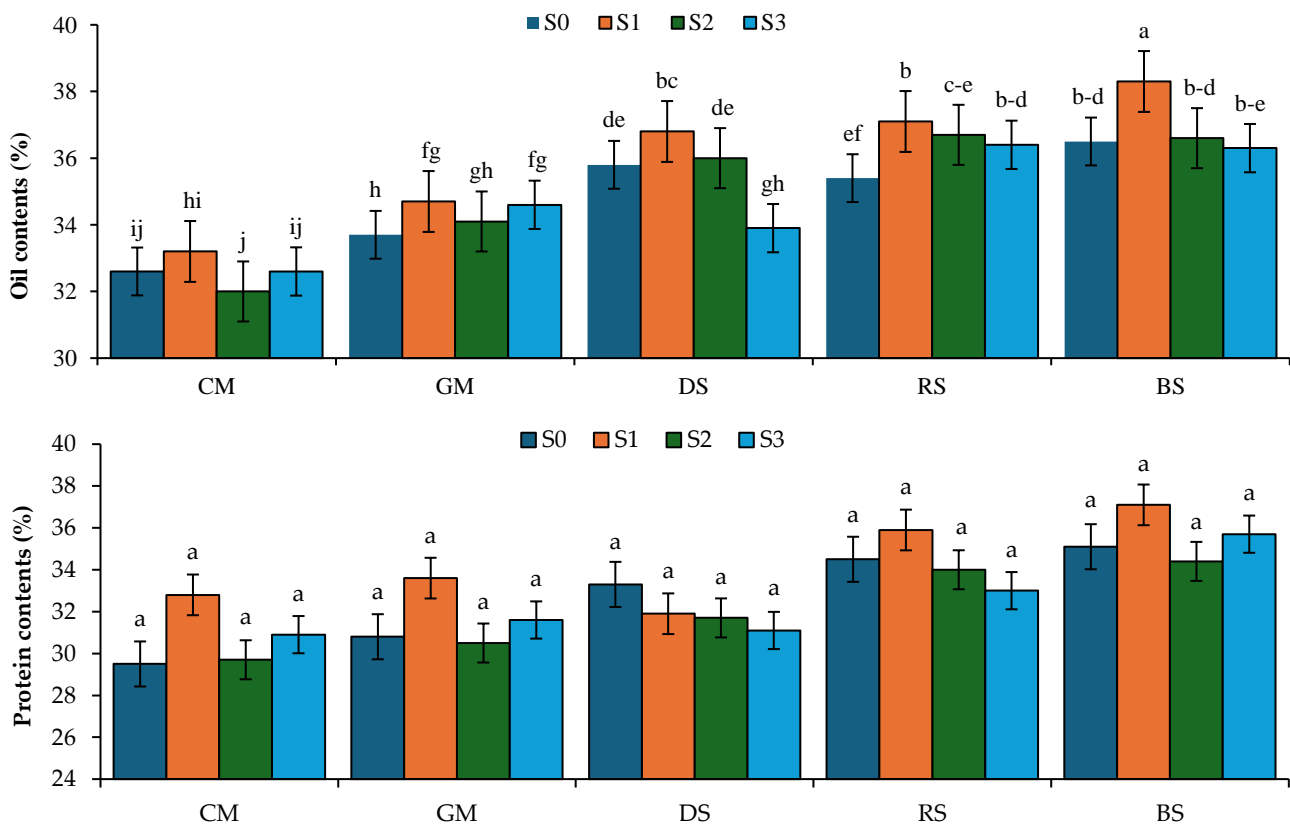 S0 S1 S2 S3
Oil contents (%)
40
38
36
34
32
30
ij hi j ij
h fg gh fg
de bc de gh
ef b c-e b-d
b-d a b-d b-e
CM GM DS RS BS
S0 S1 S2 S3
Protein contents (%)
40
38
36
34
32
30
28
26
24
a a a a
a a a a
a a a a
a a a a
a a a a
CM GM DS RS BS